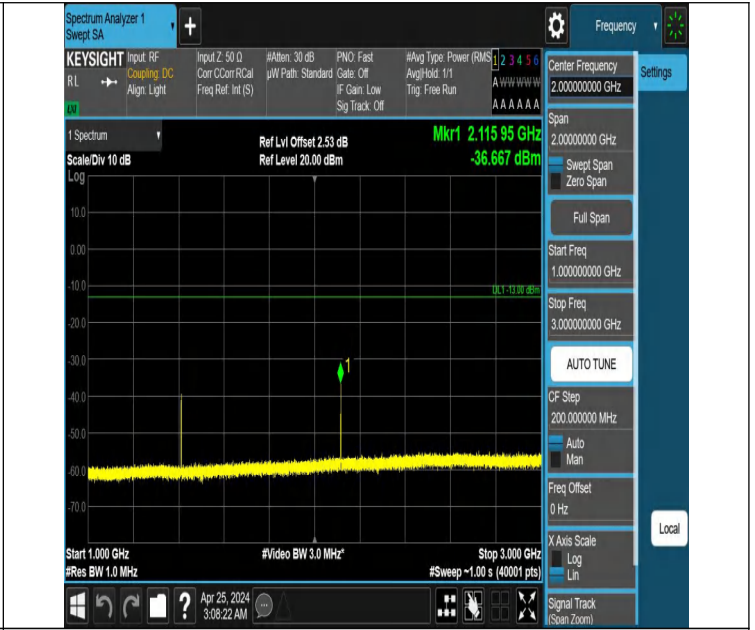 Spectrum Analyzer 1
Swept SA
+
Frequency
KEYSIGHT
RL
Input: RF
Coupling: DC
Align: Light
Input Z: 50 Ω
Corr CCorr RCal
Freq Ref: Int (S)
#Atten: 30 dB
µW Path: Standard
PNO: Fast
Gate: Off
IF Gain: Low
Sig Track: Off
#Avg Type: Power (RMS
Avg|Hold: 1/1
Trig: Free Run
1 2 3 4 5 6
A W W W W W
A A A A A A
1 Spectrum
Scale/Div 10 dB
Log
Ref Lvl Offset 2.53 dB
Ref Level 20.00 dBm
Mkr1 2.115 95 GHz
-36.667 dBm
10.0
0.00
-10.0
DL1 -13.00 dBm
-20.0
-30.0
1
-40.0
-50.0
-60.0
-70.0
Start 1.000 GHz
#Res BW 1.0 MHz
#Video BW 3.0 MHz*
Stop 3.000 GHz
#Sweep ~1.00 s (40001 pts)
?
Apr 25, 2024
3:08:22 AM
Center Frequency
2.000000000 GHz
Settings
Span
2.00000000 GHz
Swept Span
Zero Span
Full Span
Start Freq
1.000000000 GHz
Stop Freq
3.000000000 GHz
AUTO TUNE
CF Step
200.000000 MHz
Auto
Man
Freq Offset
0 Hz
X Axis Scale
Log
Lin
Local
Signal Track
(Span Zoom)